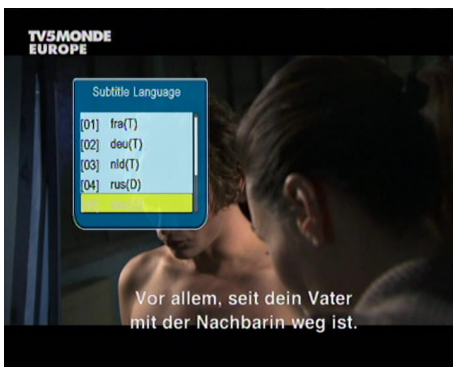 TV5MONDE
EUROPE
Subtitle Language
[01] fra(T)
[02] deu(T)
[03] nld(T)
[04] rus(D)
Vor allem, seit dein Vater
mit der Nachbarin weg ist.